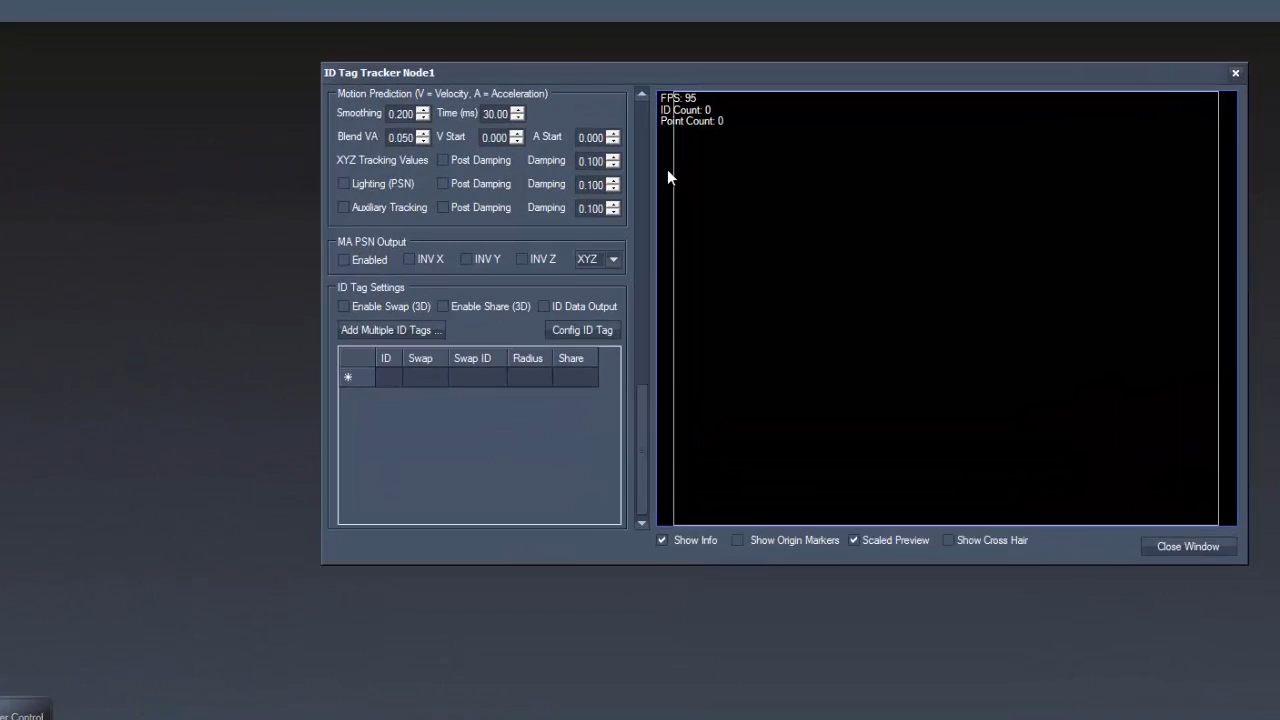 ID Tag Tracker Node1
Motion Prediction (V = Velocity, A = Acceleration)
Smoothing 0.200 Time (ms) 30.00
Blend VA 0.050 V Start 0.000 A Start 0.000
XYZ Tracking Values Post Damping Damping 0.100
Lighting (PSN) Post Damping Damping 0.100
Auxiliary Tracking Post Damping Damping 0.100
MA PSN Output
Enabled INV X INV Y INV Z XYZ
ID Tag Settings
Enable Swap (3D) Enable Share (3D) ID Data Output
Add Multiple ID Tags ... Config ID Tag
ID Swap Swap ID Radius Share
FPS: 95
ID Count: 0
Point Count: 0
Show Info Show Origin Markers Scaled Preview Show Cross Hair
Close Window
Control